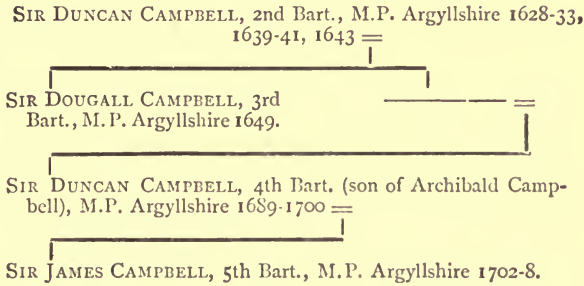 SIR DUNCAN CAMPBELL, 2nd Bart., M.P. Argyllshire 1628-33,
1639-41, 1643 =
SIR DOUGALL CAMPBELL, 3rd
Bart., M.P. Argyllshire 1649.
——— —— =
SIR DUNCAN CAMPBELL, 4th Bart. (son of Archibald Camp-
bell), M.P. Argyllshire 1689-1700 =
SIR JAMES CAMPBELL, 5th Bart., M.P. Argyllshire 1702-8.